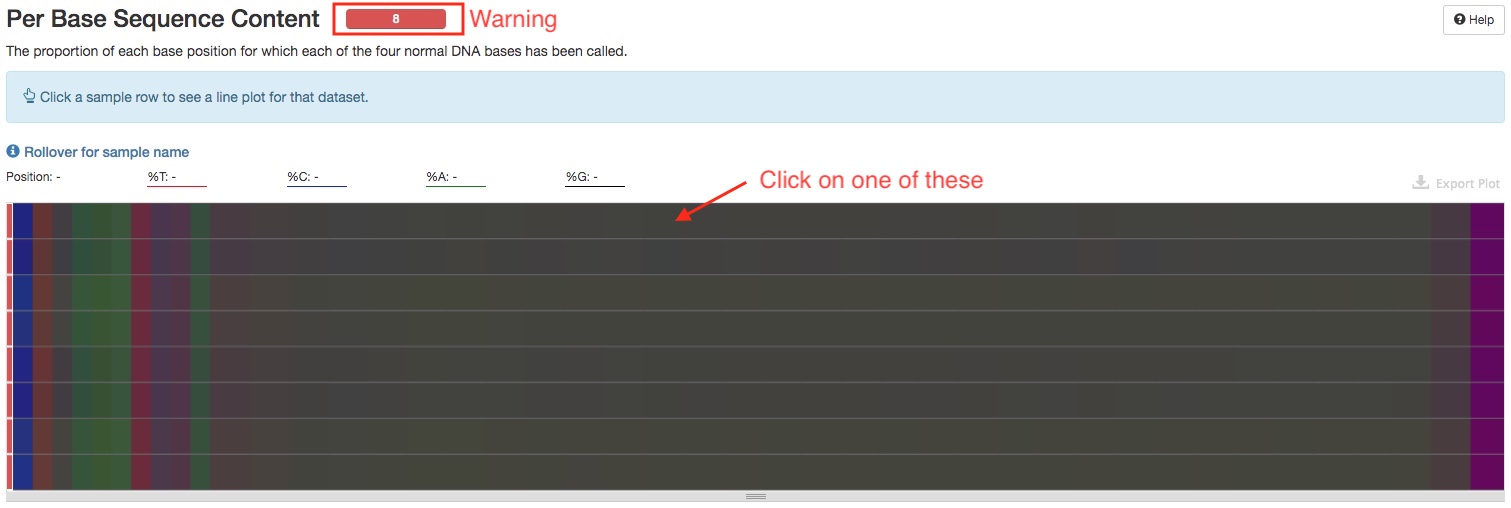 Per Base Sequence Content 8 Warning Help
The proportion of each base position for which each of the four normal DNA bases has been called.
Click a sample row to see a line plot for that dataset.
Rollover for sample name
Position: - %T: - %C: - %A: - %G: -
Click on one of these
Export Plot